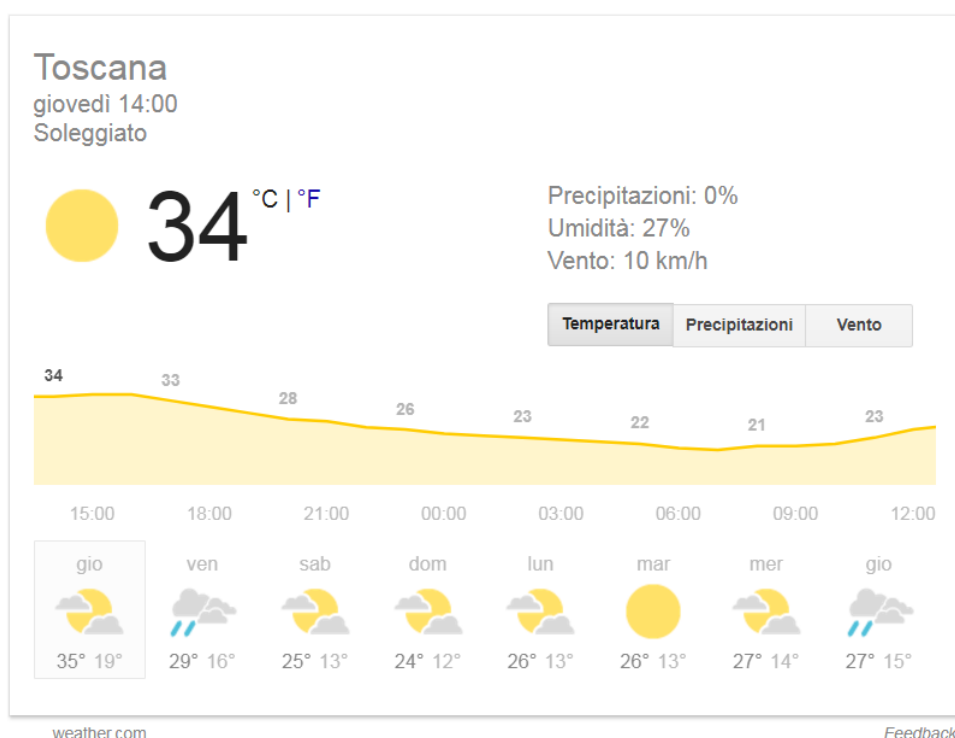 Toscana
giovedì 14:00
Soleggiato
34 °C | °F
Precipitazioni: 0%
Umidità: 27%
Vento: 10 km/h
Temperatura Precipitazioni Vento
34 33 28 26 23 22 21 23
15:00 18:00 21:00 00:00 03:00 06:00 09:00 12:00
gio ven sab dom lun mar mer gio
35° 19° 29° 16° 25° 13° 24° 12° 26° 13° 26° 13° 27° 14° 27° 15°
weather.com Feedback